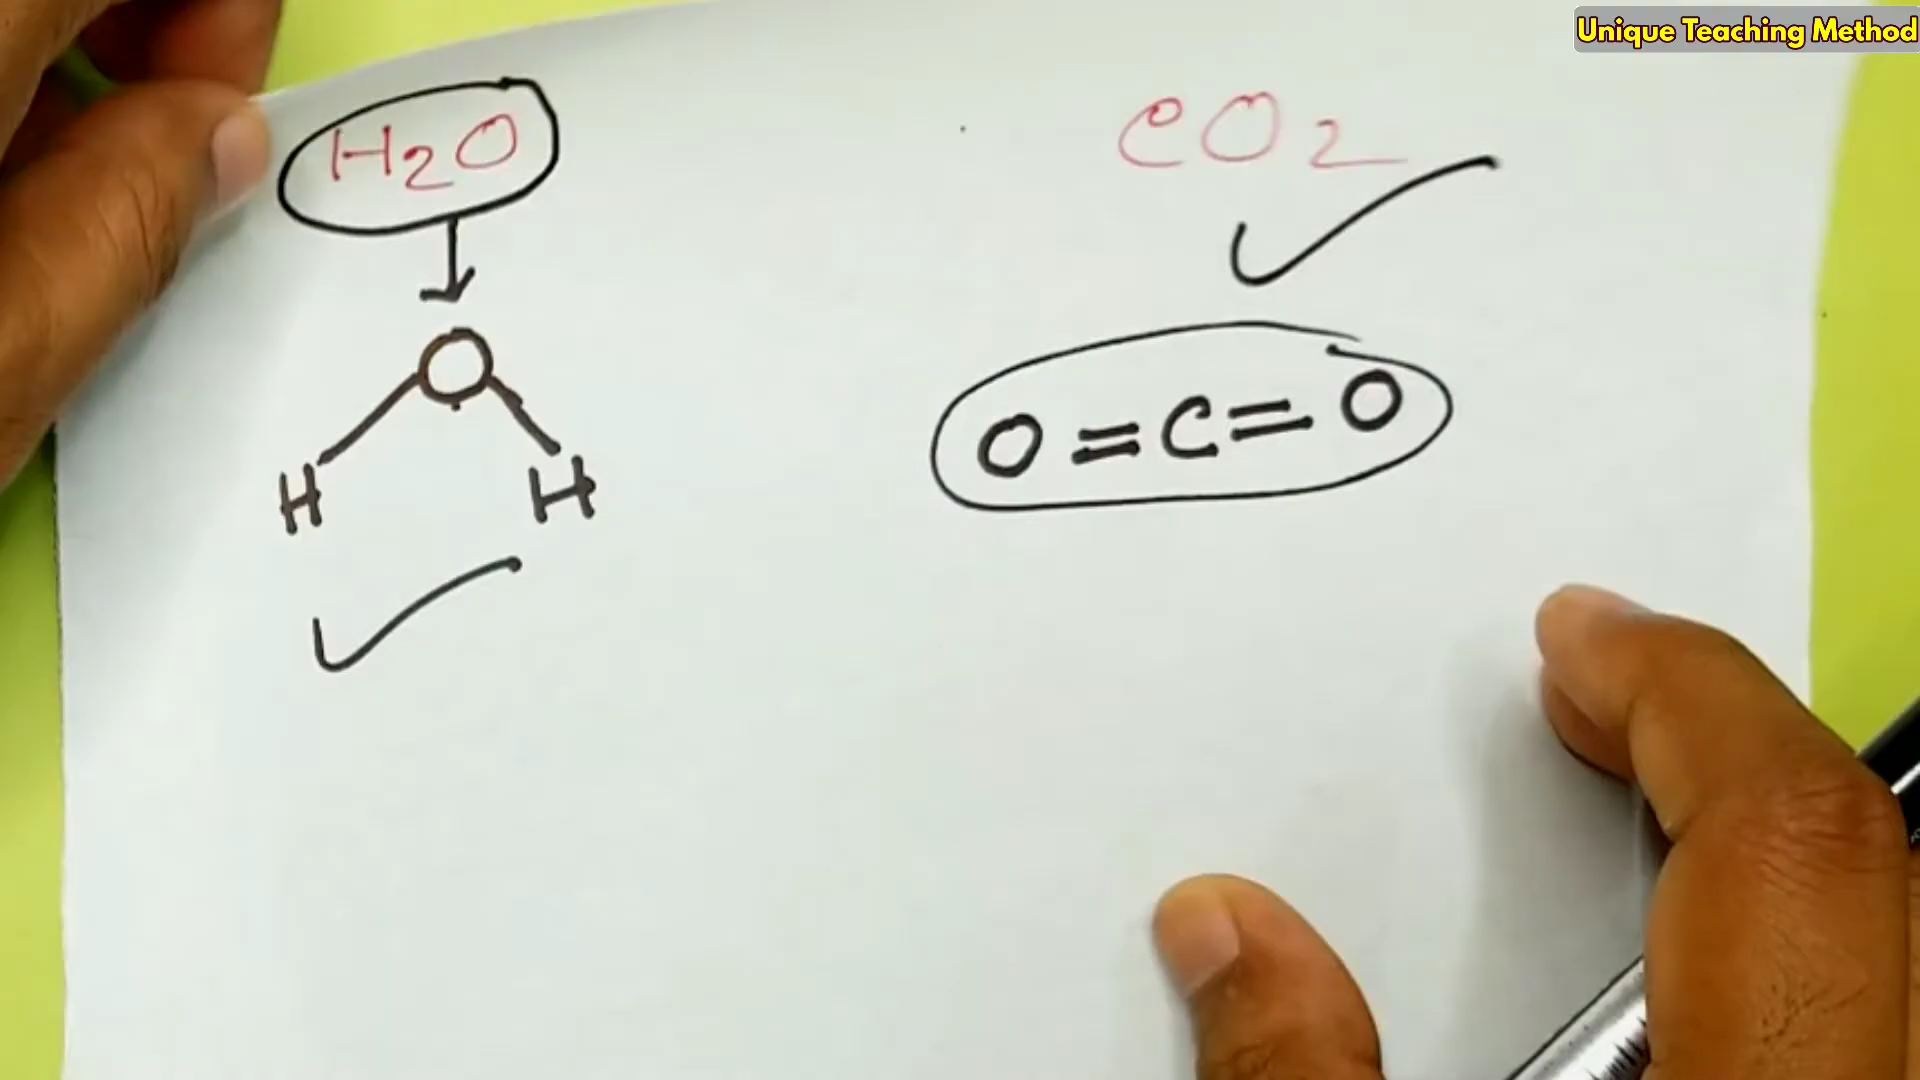 Unique Teaching Method
H2O
CO2
O
H H
O=C=O